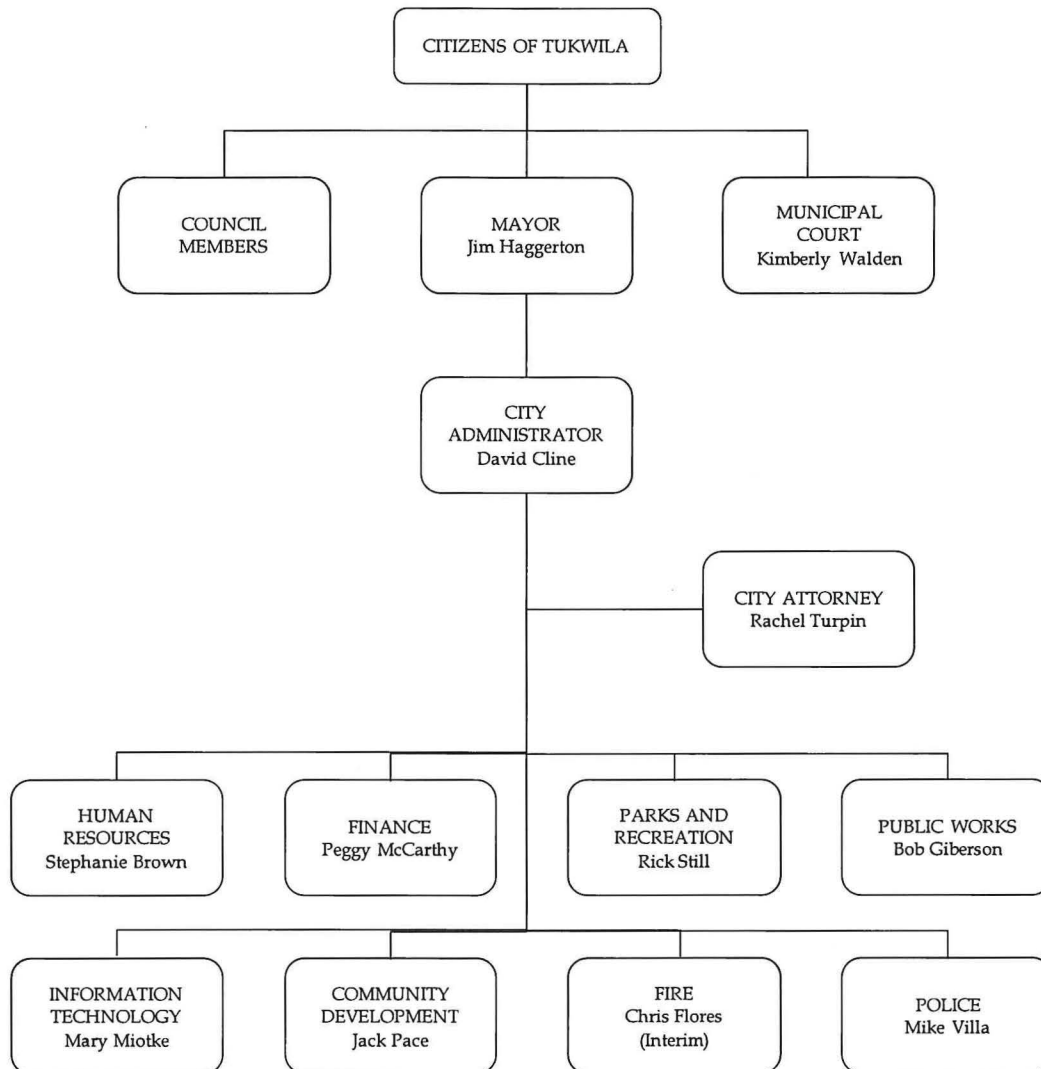 CITIZENS OF TUKWILA
COUNCIL
MEMBERS
MAYOR
Jim Haggerton
MUNICIPAL
COURT
Kimberly Walden
CITY
ADMINISTRATOR
David Cline
CITY ATTORNEY
Rachel Turpin
HUMAN
RESOURCES
Stephanie Brown
FINANCE
Peggy McCarthy
PARKS AND
RECREATION
Rick Still
PUBLIC WORKS
Bob Giberson
INFORMATION
TECHNOLOGY
Mary Miotke
COMMUNITY
DEVELOPMENT
Jack Pace
FIRE
Chris Flores
(Interim)
POLICE
Mike Villa